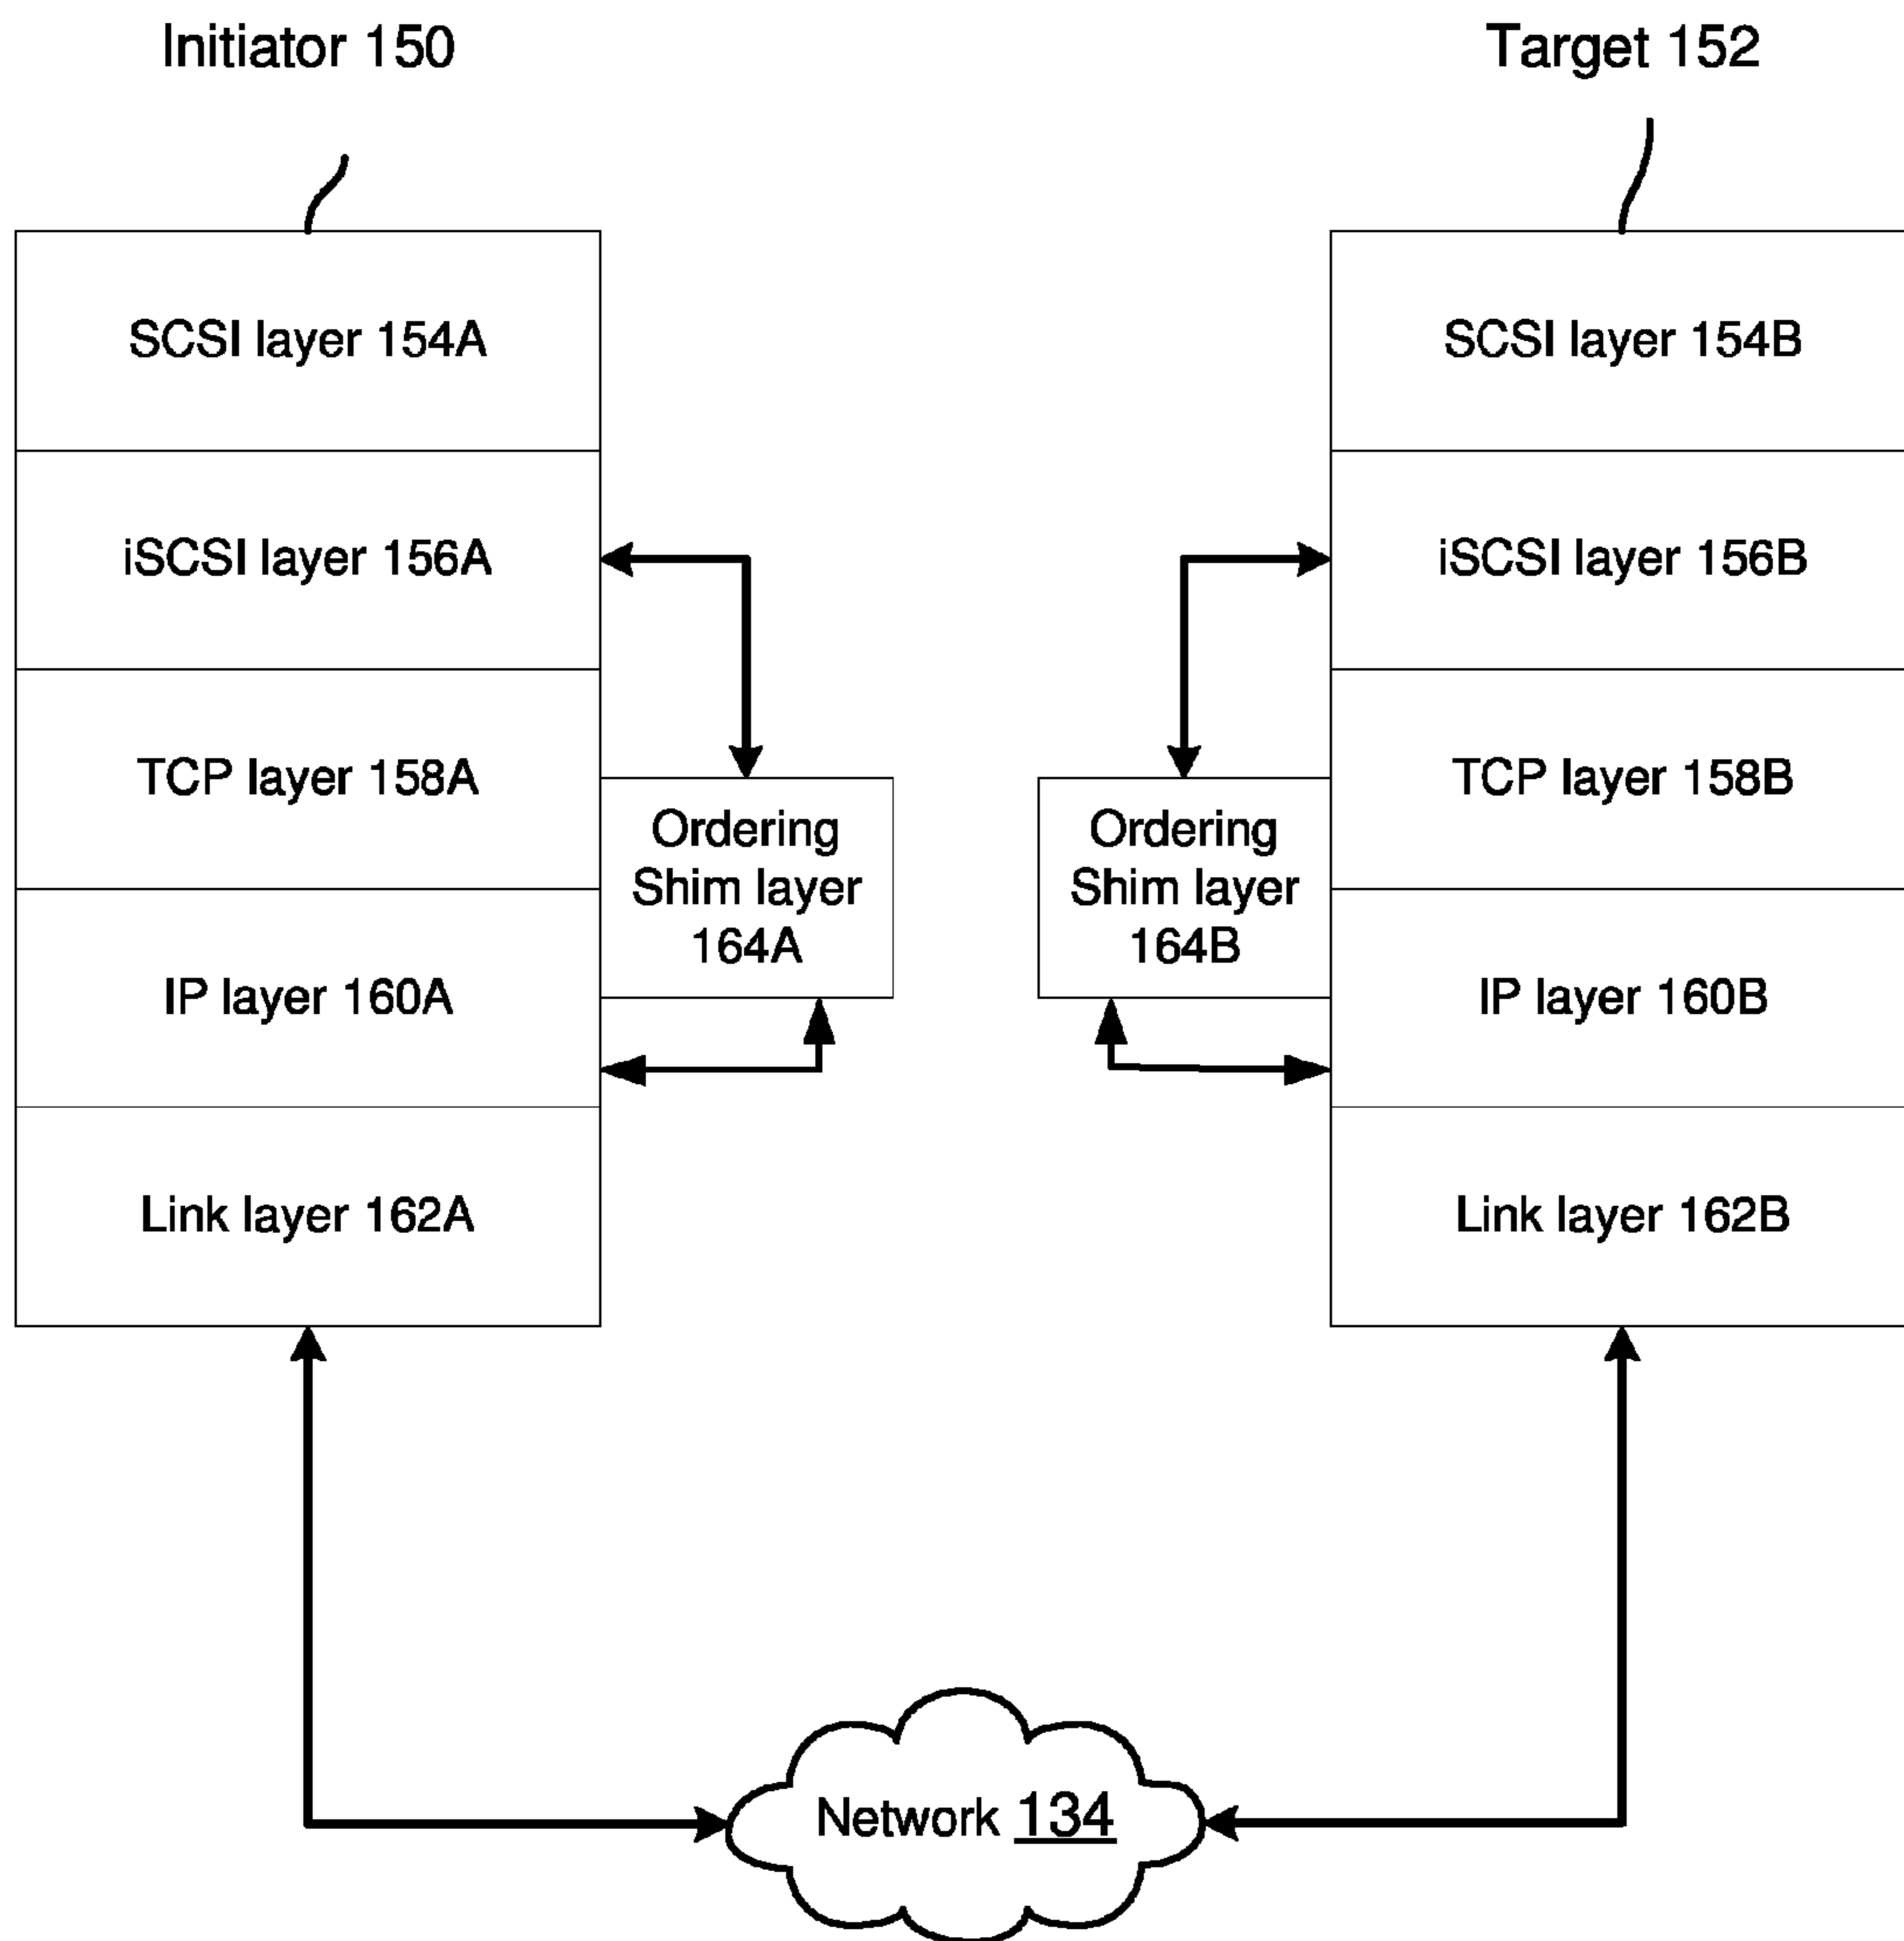 Initiator 150
Target 152
SCSI layer 154A
iSCSI layer 156A
TCP layer 158A
IP layer 160A
Link layer 162A
Ordering
Shim layer
164A
Ordering
Shim layer
164B
SCSI layer 154B
iSCSI layer 156B
TCP layer 158B
IP layer 160B
Link layer 162B
Network 134